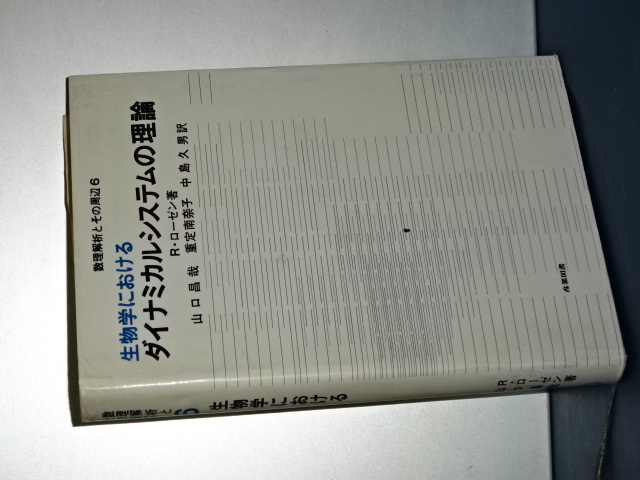 数理解析とその周辺6
生物学における
ダイナミカルシステムの理論
R・ローゼン著
山口昌哉 重定南奈子 中島久男訳
産業図書
数理解析と
6
生物学における
R・ローゼン著